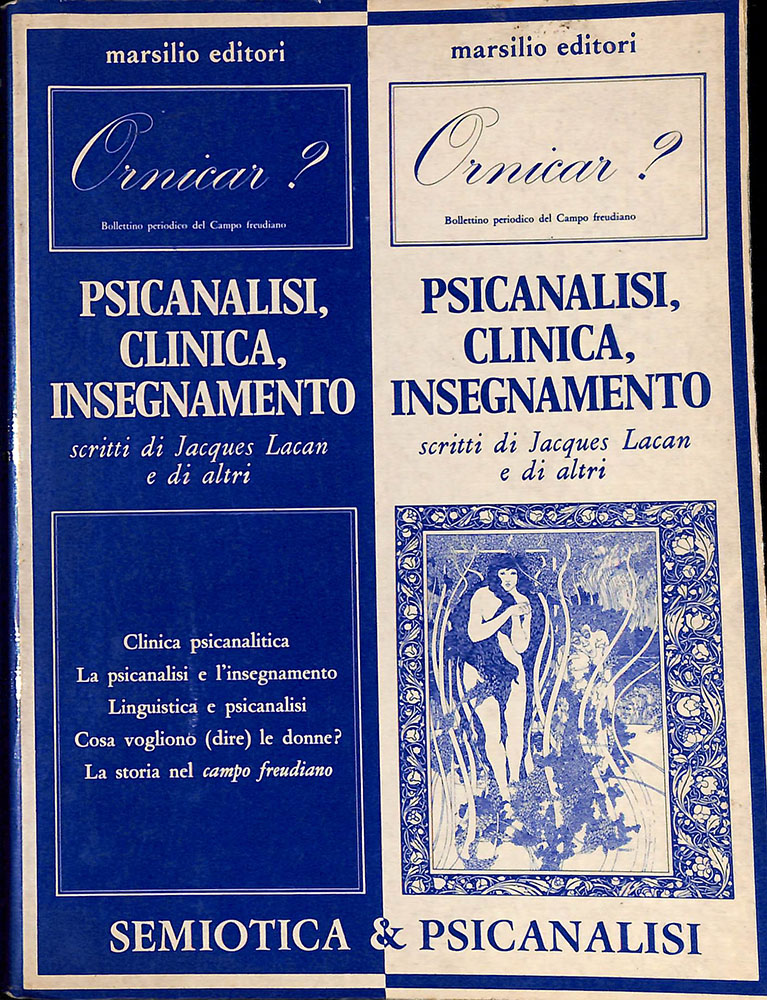 marsilio editori
Ornicar ?
Bollettino periodico del Campo freudiano
PSICANALISI,
CLINICA,
INSEGNAMENTO
scritti di Jacques Lacan
e di altri
Clinica psicanalitica
La psicanalisi e l'insegnamento
Linguistica e psicanalisi
Cosa vogliono (dire) le donne?
La storia nel campo freudiano
marsilio editori
Ornicar ?
Bollettino periodico del Campo freudiano
PSICANALISI,
CLINICA,
INSEGNAMENTO
scritti di Jacques Lacan
e di altri
SEMIOTICA & PSICANALISI